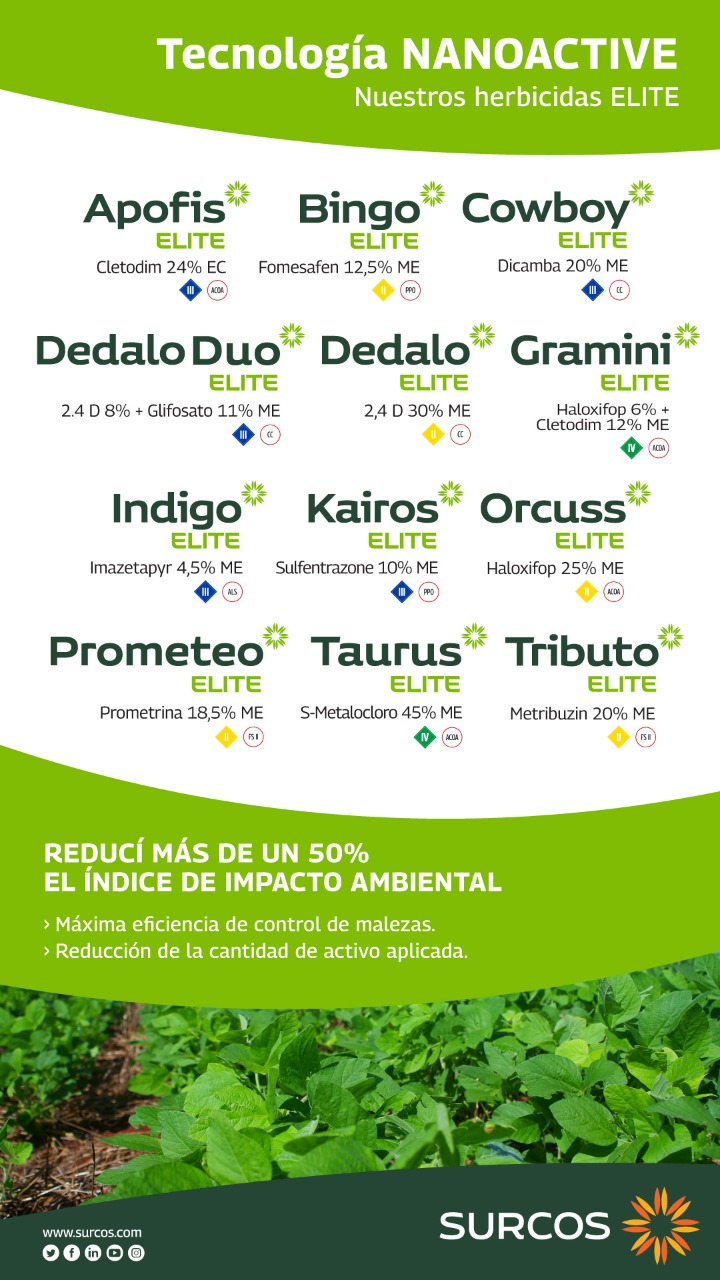 Tecnología NANOACTIVE
Nuestros herbicidas ELITE
Apofis
ELITE
Cletodim 24% EC
III ACOA
Bingo
ELITE
Fomesafen 12,5% ME
II PPO
Cowboy
ELITE
Dicamba 20% ME
III CC
Dedalo Duo
ELITE
2.4 D 8% + Glifosato 11% ME
III CC
Dedalo
ELITE
2,4 D 30% ME
II CC
Gramini
ELITE
Haloxifop 6% +
Cletodim 12% ME
IV ACOA
Indigo
ELITE
Imazetapyr 4,5% ME
III ALS
Kairos
ELITE
Sulfentrazone 10% ME
III PPO
Orcuss
ELITE
Haloxifop 25% ME
II ACOA
Prometeo
ELITE
Prometrina 18,5% ME
II FS II
Taurus
ELITE
S-Metalocloro 45% ME
IV ACOA
Tributo
ELITE
Metribuzin 20% ME
II FS II
REDUCÍ MÁS DE UN 50%
EL ÍNDICE DE IMPACTO AMBIENTAL
› Máxima eficiencia de control de malezas.
› Reducción de la cantidad de activo aplicada.
www.surcos.com
SURCOS